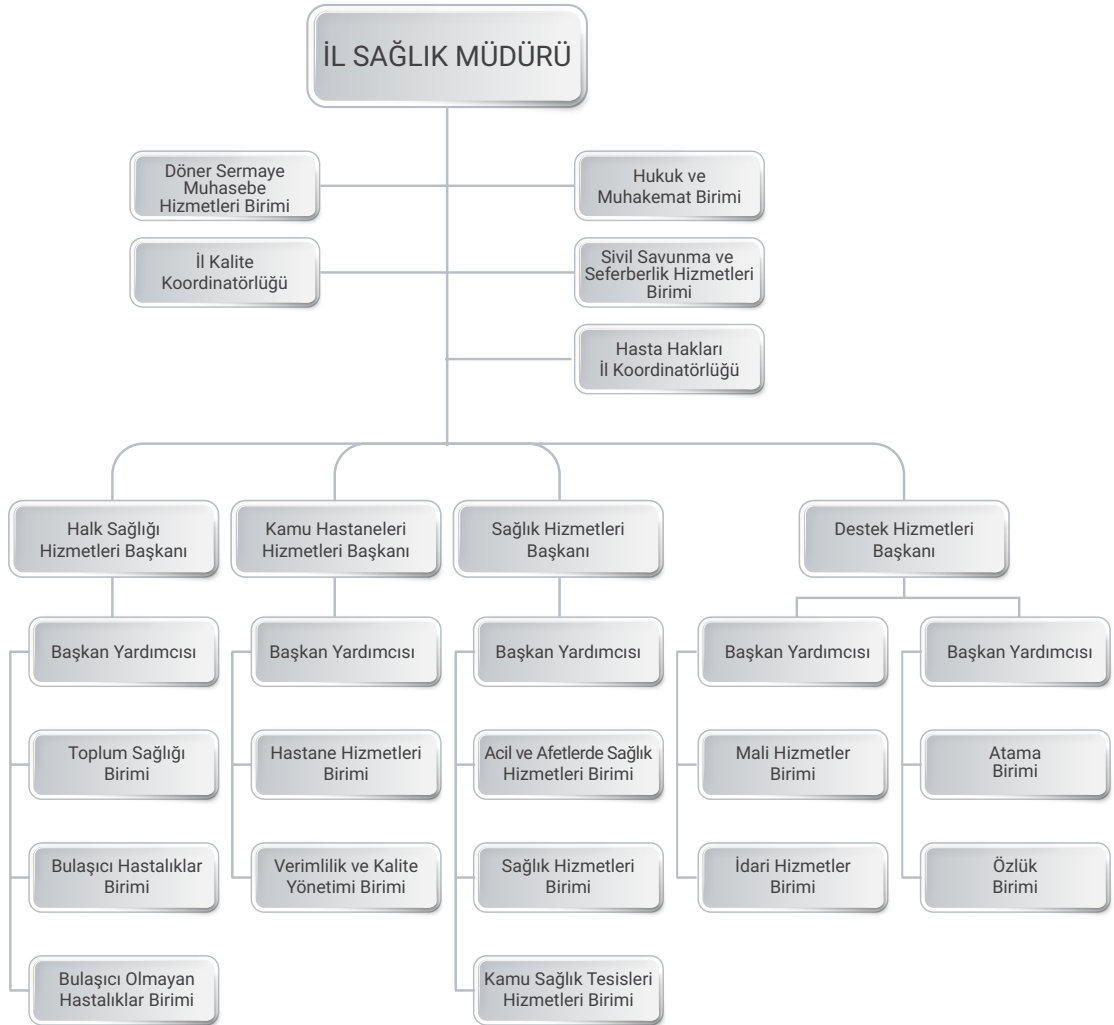 İL SAĞLIK MÜDÜRÜ
Döner Sermaye
Muhasebe
Hizmetleri Birimi
Hukuk ve
Muhakemat Birimi
İl Kalite
Koordinatörlüğü
Sivil Savunma ve
Seferberlik Hizmetleri
Birimi
Hasta Hakları
İl Koordinatörlüğü
Halk Sağlığı
Hizmetleri Başkanı
Kamu Hastaneleri
Hizmetleri Başkanı
Sağlık Hizmetleri
Başkanı
Destek Hizmetleri
Başkanı
Başkan Yardımcısı
Başkan Yardımcısı
Başkan Yardımcısı
Başkan Yardımcısı
Başkan Yardımcısı
Toplum Sağlığı
Birimi
Hastane Hizmetleri
Birimi
Acil ve Afetlerde Sağlık
Hizmetleri Birimi
Mali Hizmetler
Birimi
Atama
Birimi
Bulaşıcı Hastalıklar
Birimi
Verimlilik ve Kalite
Yönetimi Birimi
Sağlık Hizmetleri
Birimi
İdari Hizmetler
Birimi
Özlük
Birimi
Bulaşıcı Olmayan
Hastalıklar Birimi
Kamu Sağlık Tesisleri
Hizmetleri Birimi